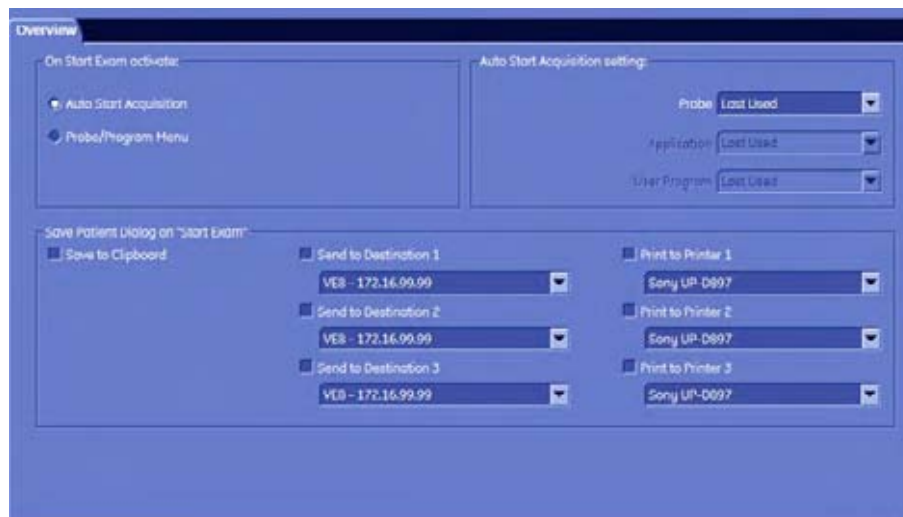 Overview
On Start Exam activate:
Auto Start Acquisition
Probe/Program Menu
Auto Start Acquisition setting:
Probe Last Used
Application Last Used
User Program Last Used
Save Patient Dialog on "Start Exam"
Save to Clipboard
Send to Destination 1
Print to Printer 1
VE8 - 172.16.99.99
Sony UP-D897
Send to Destination 2
Print to Printer 2
VE8 - 172.16.99.99
Sony UP-D897
Send to Destination 3
Print to Printer 3
VE8 - 172.16.99.99
Sony UP-D897